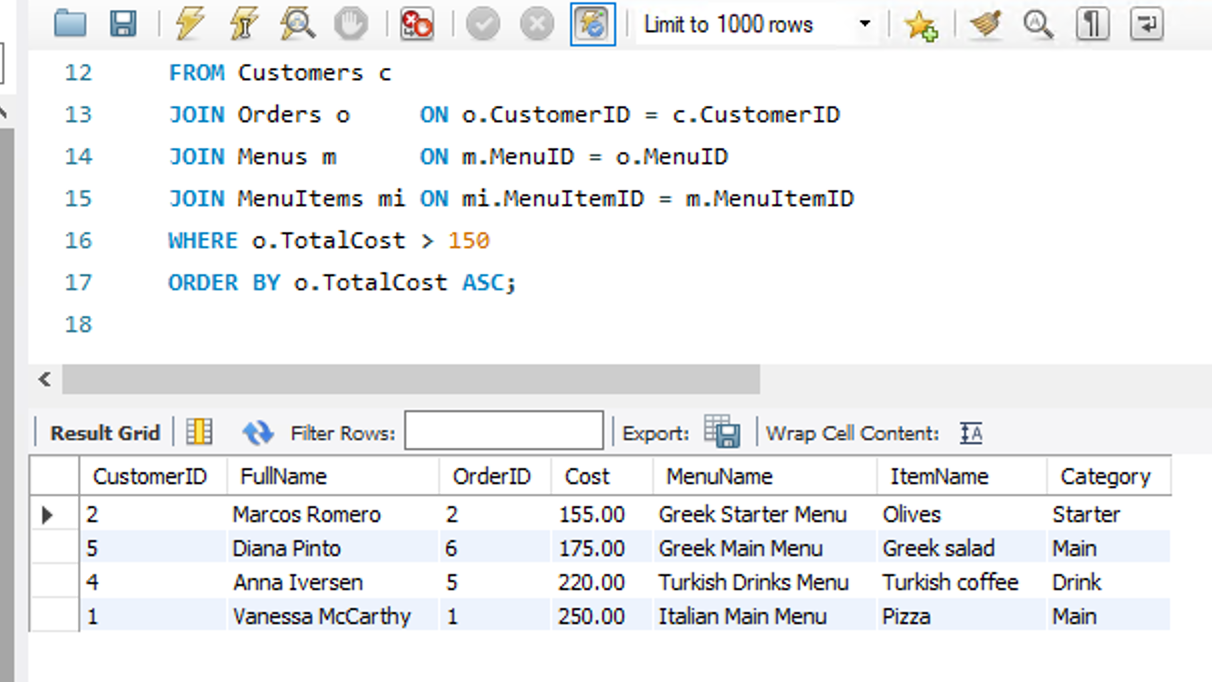 Limit to 1000 rows
12 FROM Customers c
13 JOIN Orders o ON o.CustomerID = c.CustomerID
14 JOIN Menus m ON m.MenuID = o.MenuID
15 JOIN MenuItems mi ON mi.MenuItemID = m.MenuItemID
16 WHERE o.TotalCost > 150
17 ORDER BY o.TotalCost ASC;
18
Result Grid Filter Rows: Export: Wrap Cell Content:
CustomerID FullName OrderID Cost MenuName ItemName Category
2 Marcos Romero 2 155.00 Greek Starter Menu Olives Starter
5 Diana Pinto 6 175.00 Greek Main Menu Greek salad Main
4 Anna Iversen 5 220.00 Turkish Drinks Menu Turkish coffee Drink
1 Vanessa McCarthy 1 250.00 Italian Main Menu Pizza Main